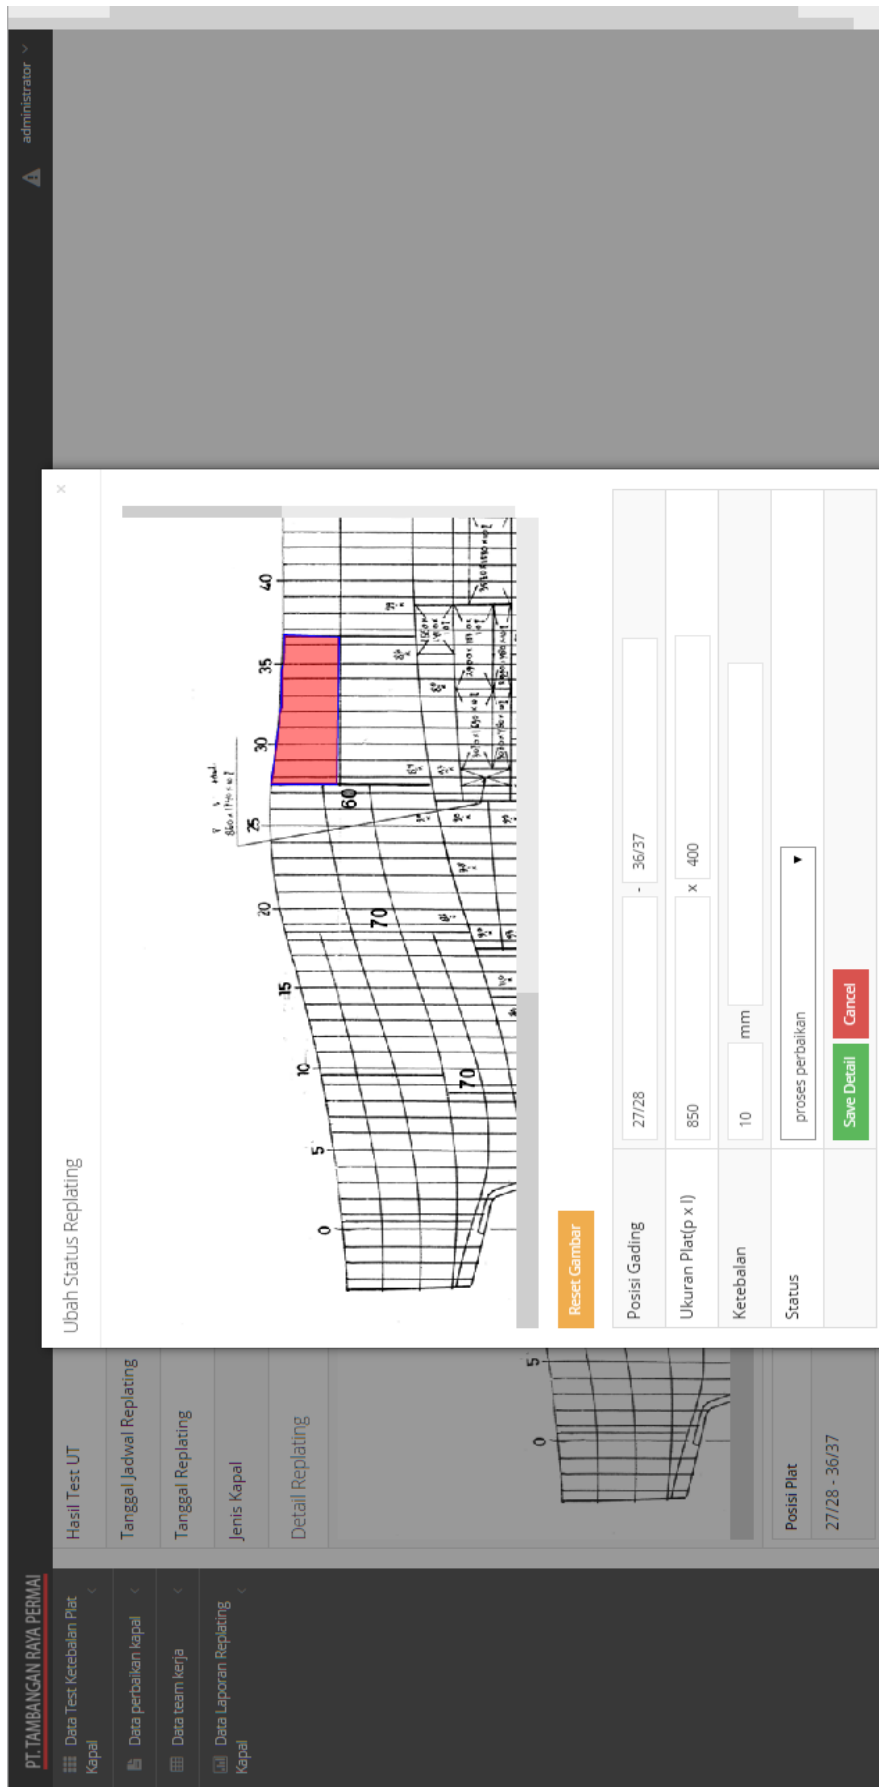 PT.TAMBANGAN RAYA PERMAI
administrator
Data Test Ketebalan Plat
Kapal
Data perbaikan kapal
Data team kerja
Data Laporan Replating
Kapal
Hasil Test UT
Tanggal Jadwal Replating
Tanggal Replating
Jenis Kapal
Detail Replating
0 5
Posisi Plat
27/28 - 36/37
Ubah Status Replating
×
0 5 10 15 20 25 30 35 40
60
70
70
Reset Gambar
Posisi Gading 27/28 - 36/37
Ukuran Plat(p x l) 850 x 400
Ketebalan 10 mm
Status proses perbaikan
Save Detail Cancel